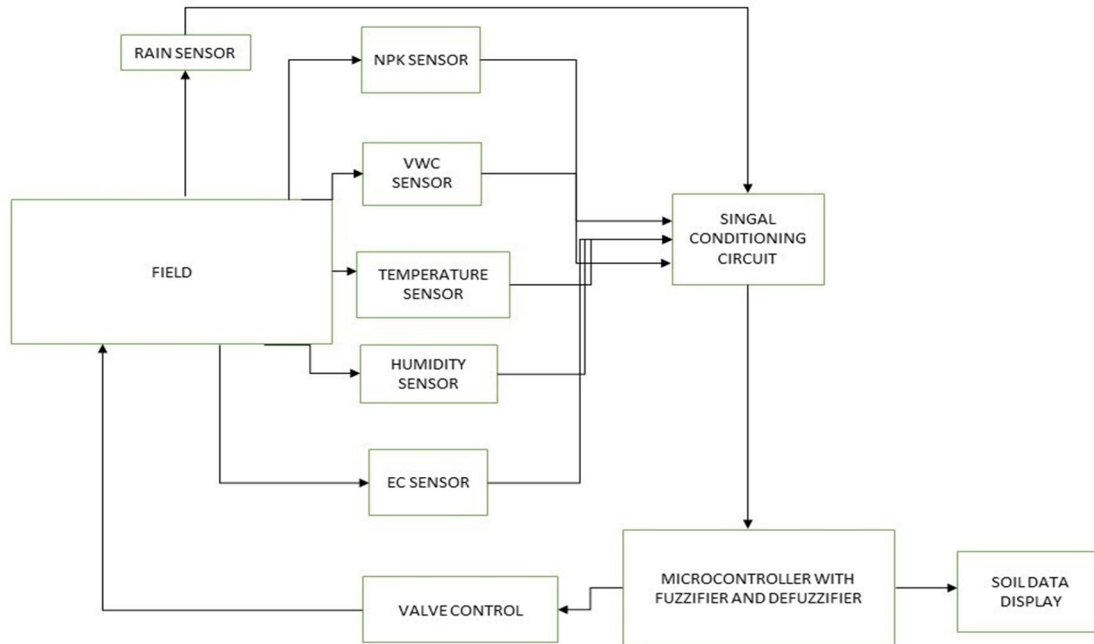 RAIN SENSOR
NPK SENSOR
VWC
SENSOR
SINGAL
CONDITIONING
CIRCUIT
FIELD
TEMPERATURE
SENSOR
HUMIDITY
SENSOR
EC SENSOR
MICROCONTROLLER WITH
FUZZIFIER AND DEFUZZIFIER
SOIL DATA
DISPLAY
VALVE CONTROL